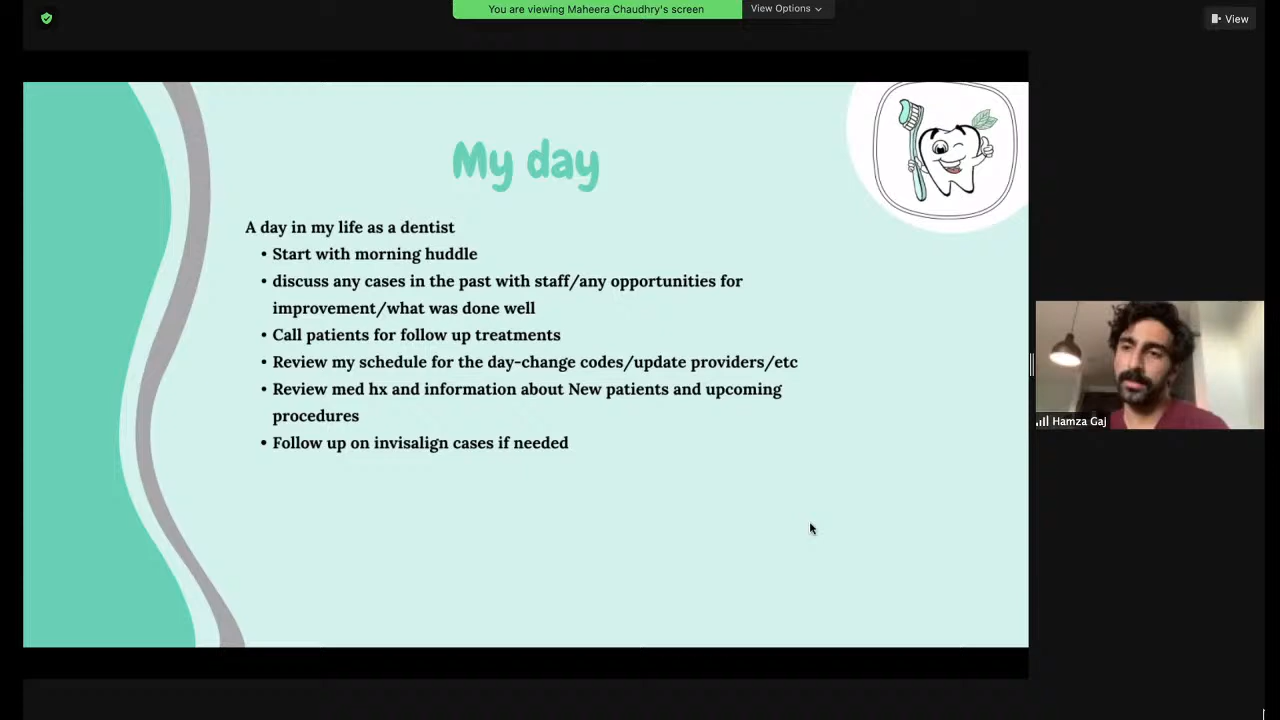 You are viewing Maheera Chaudhry's screen
View Options
View
My day
A day in my life as a dentist
• Start with morning huddle
• discuss any cases in the past with staff/any opportunities for
improvement/what was done well
• Call patients for follow up treatments
• Review my schedule for the day-change codes/update providers/etc
• Review med hx and information about New patients and upcoming
procedures
• Follow up on invisalign cases if needed
Hamza Gaj